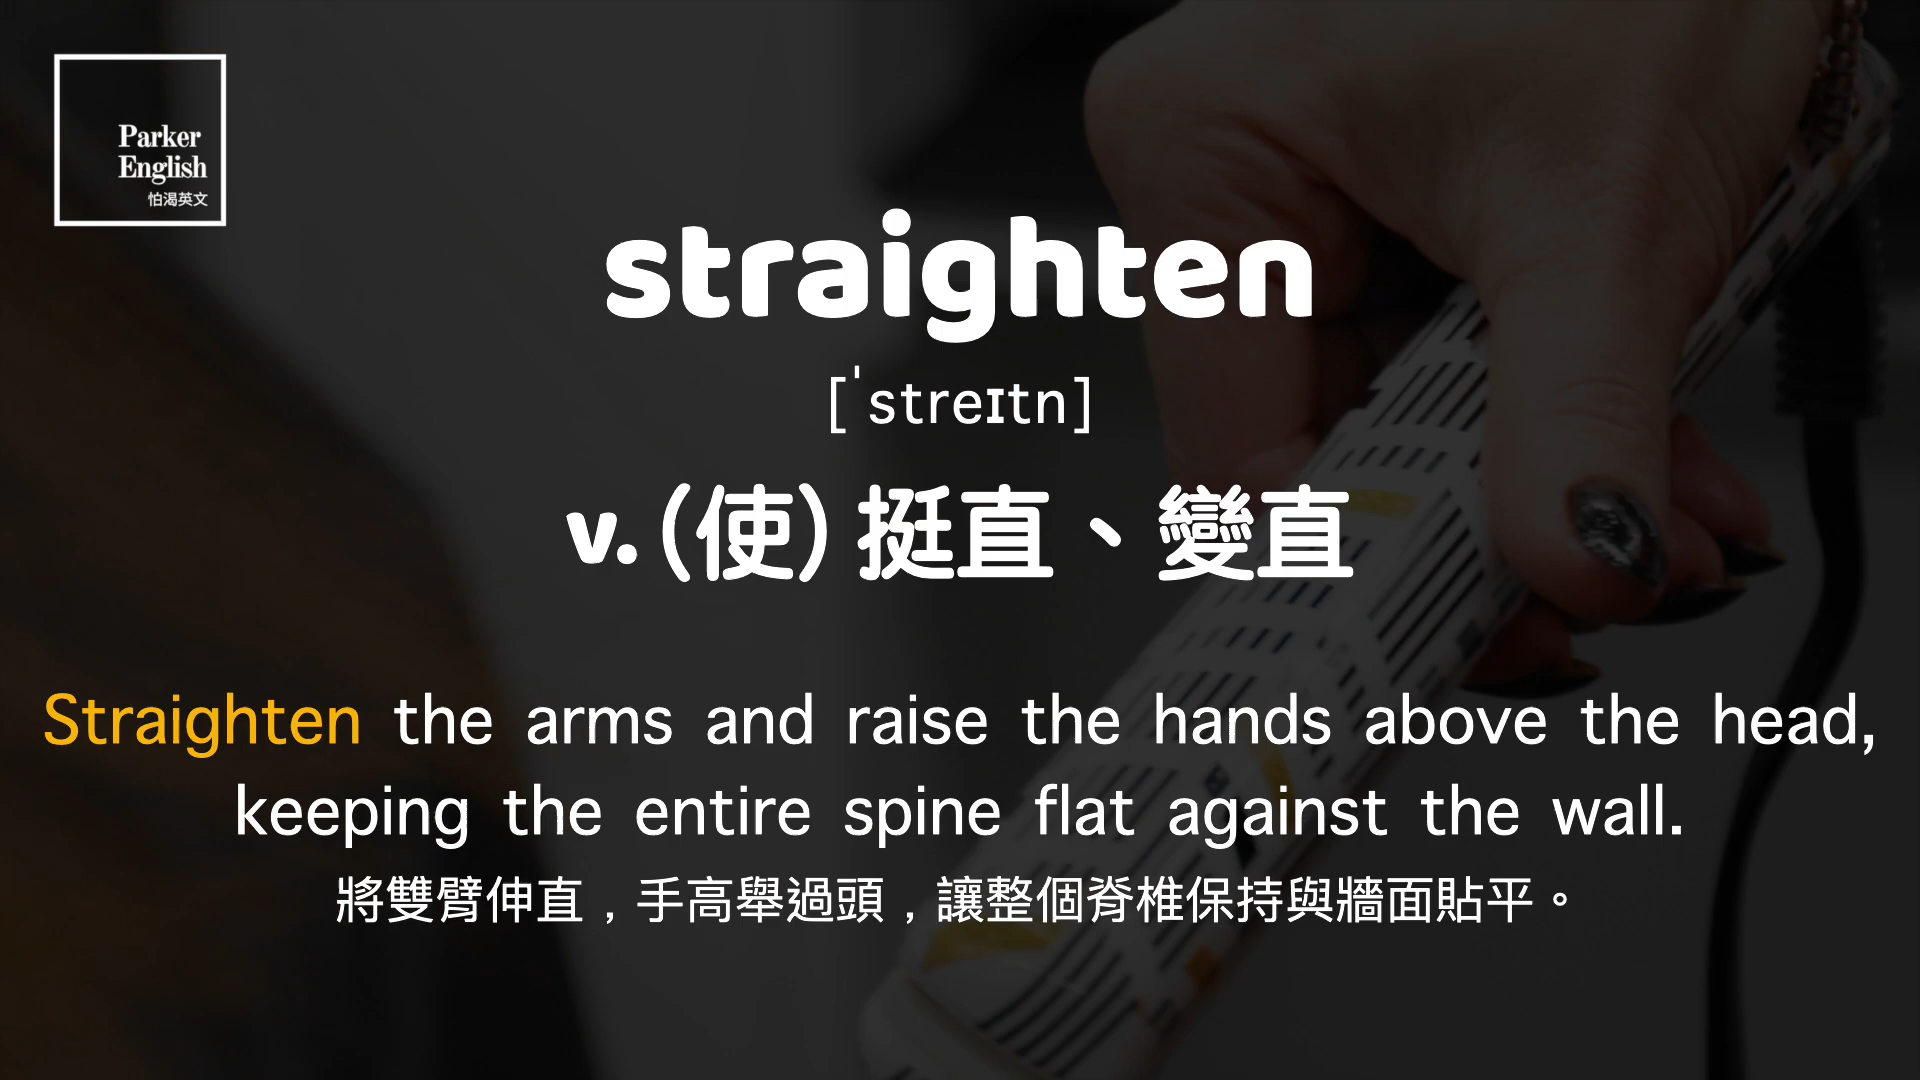 Parker
English
怕渴英文
straighten
[ˈstreɪtn]
v. (使) 挺直、變直
Straighten the arms and raise the hands above the head,
keeping the entire spine flat against the wall.
將雙臂伸直，手高舉過頭，讓整個脊椎保持與牆面貼平。